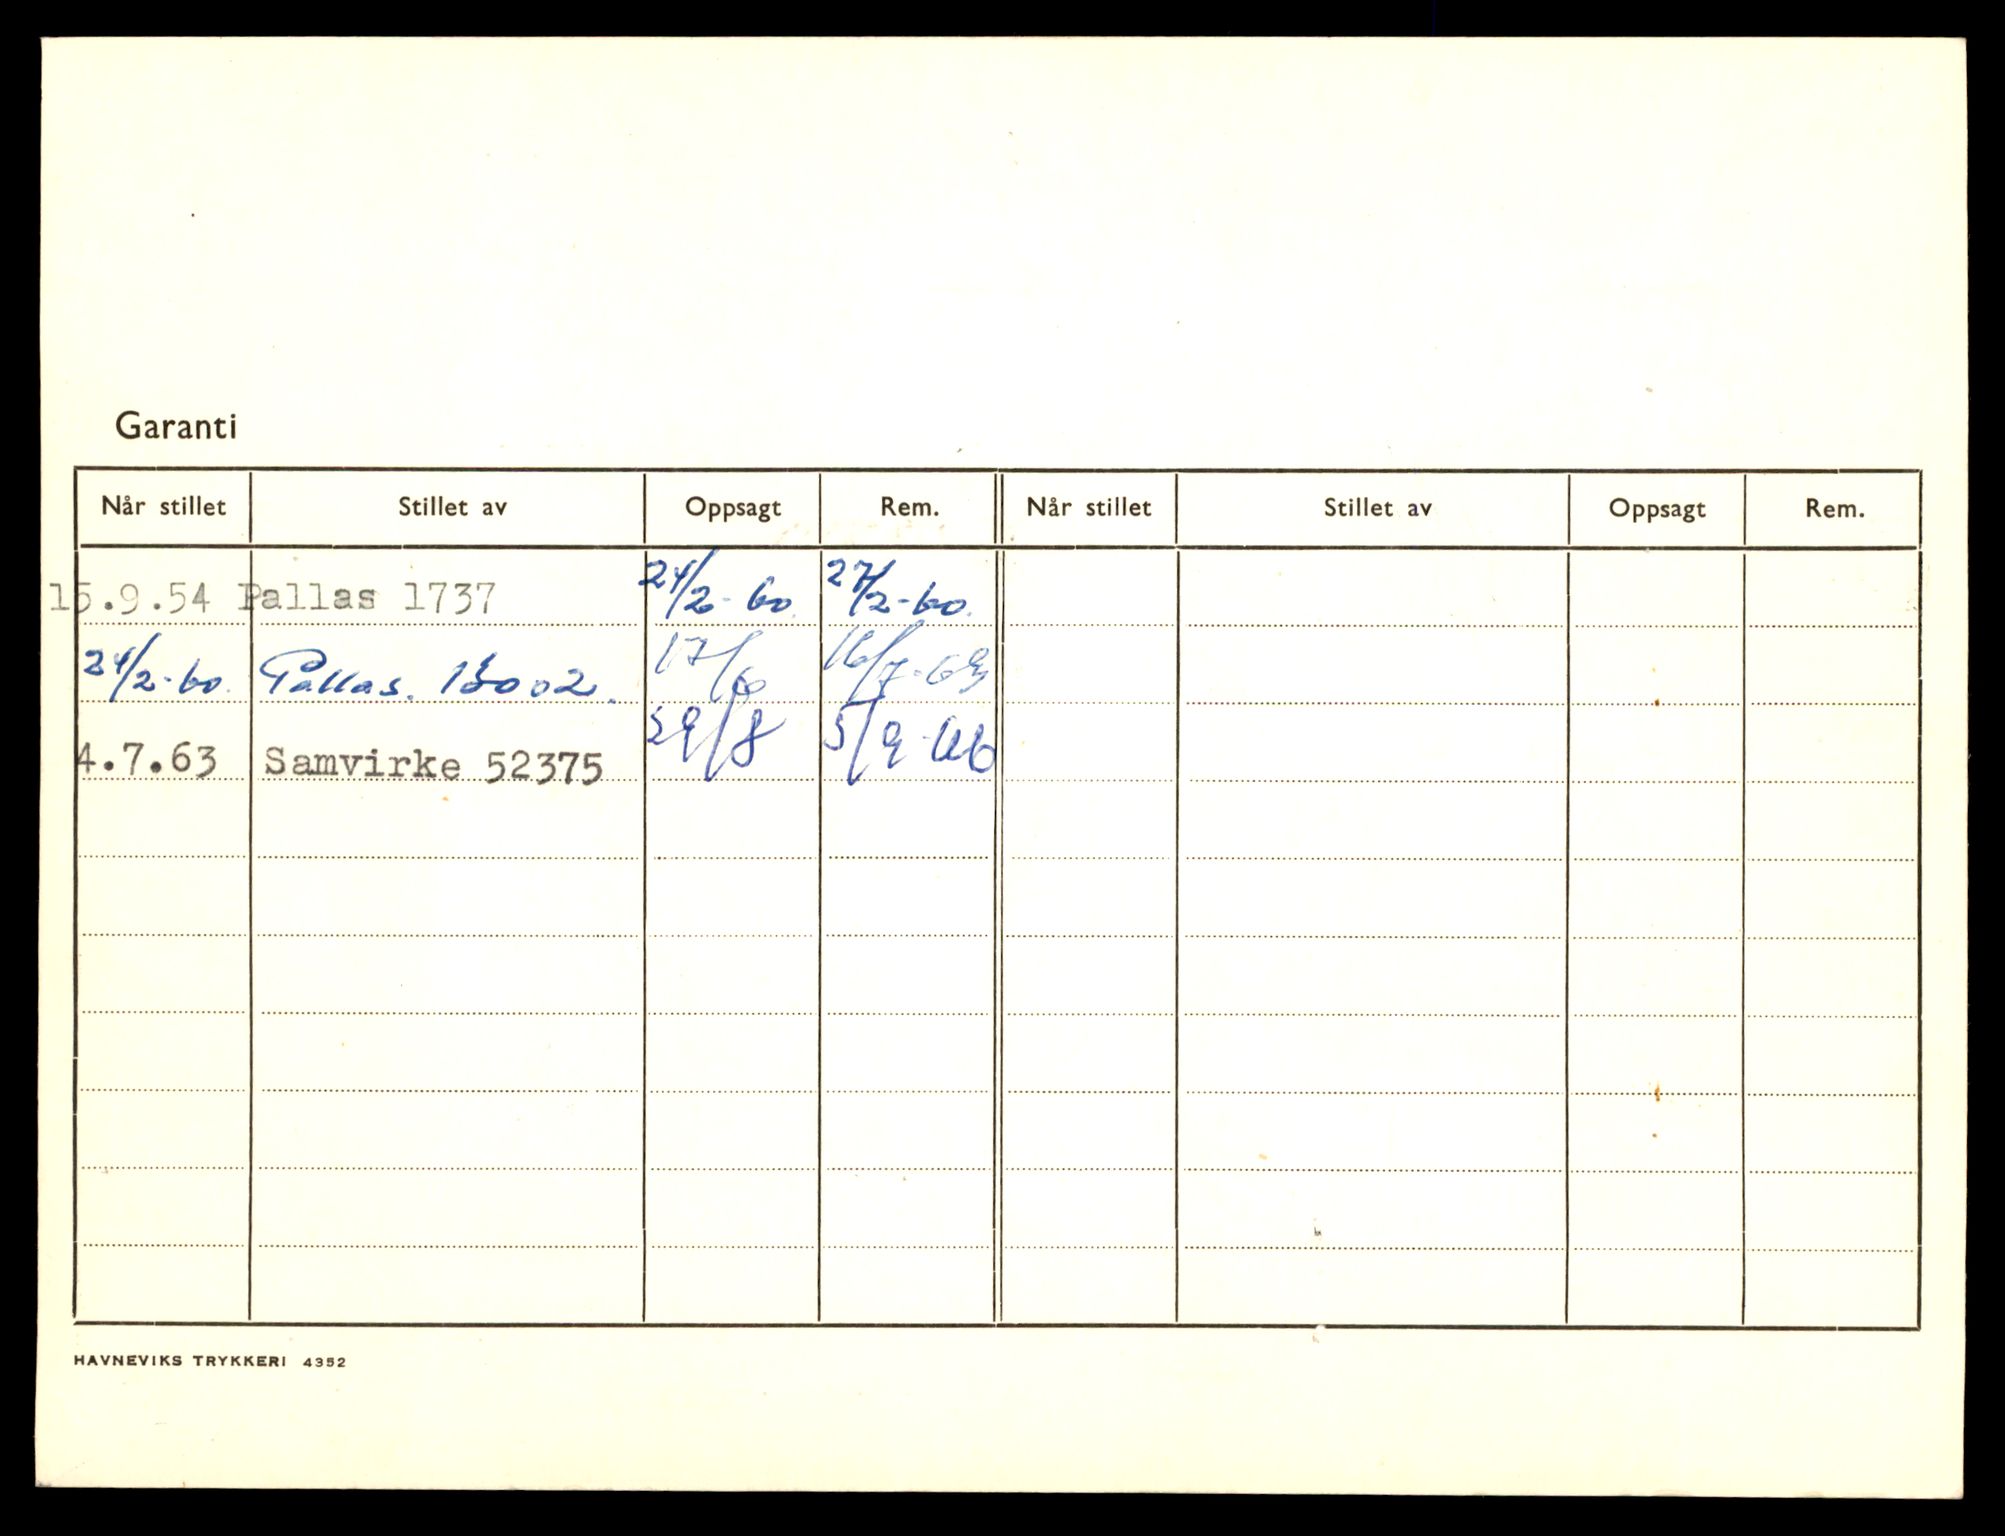 Garanti
Når stillet Stillet av Oppsagt Rem. Når stillet Stillet av Oppsagt Rem.
15.9.54 Pallas 1737 24/2-60. 27/2-60.
24/2-60. Pallas. 13002. 17/6 16/7-63
4.7.63 Samvirke 52375 29/8 5/9-66
HAVNEVIKS TRYKKERI 4352